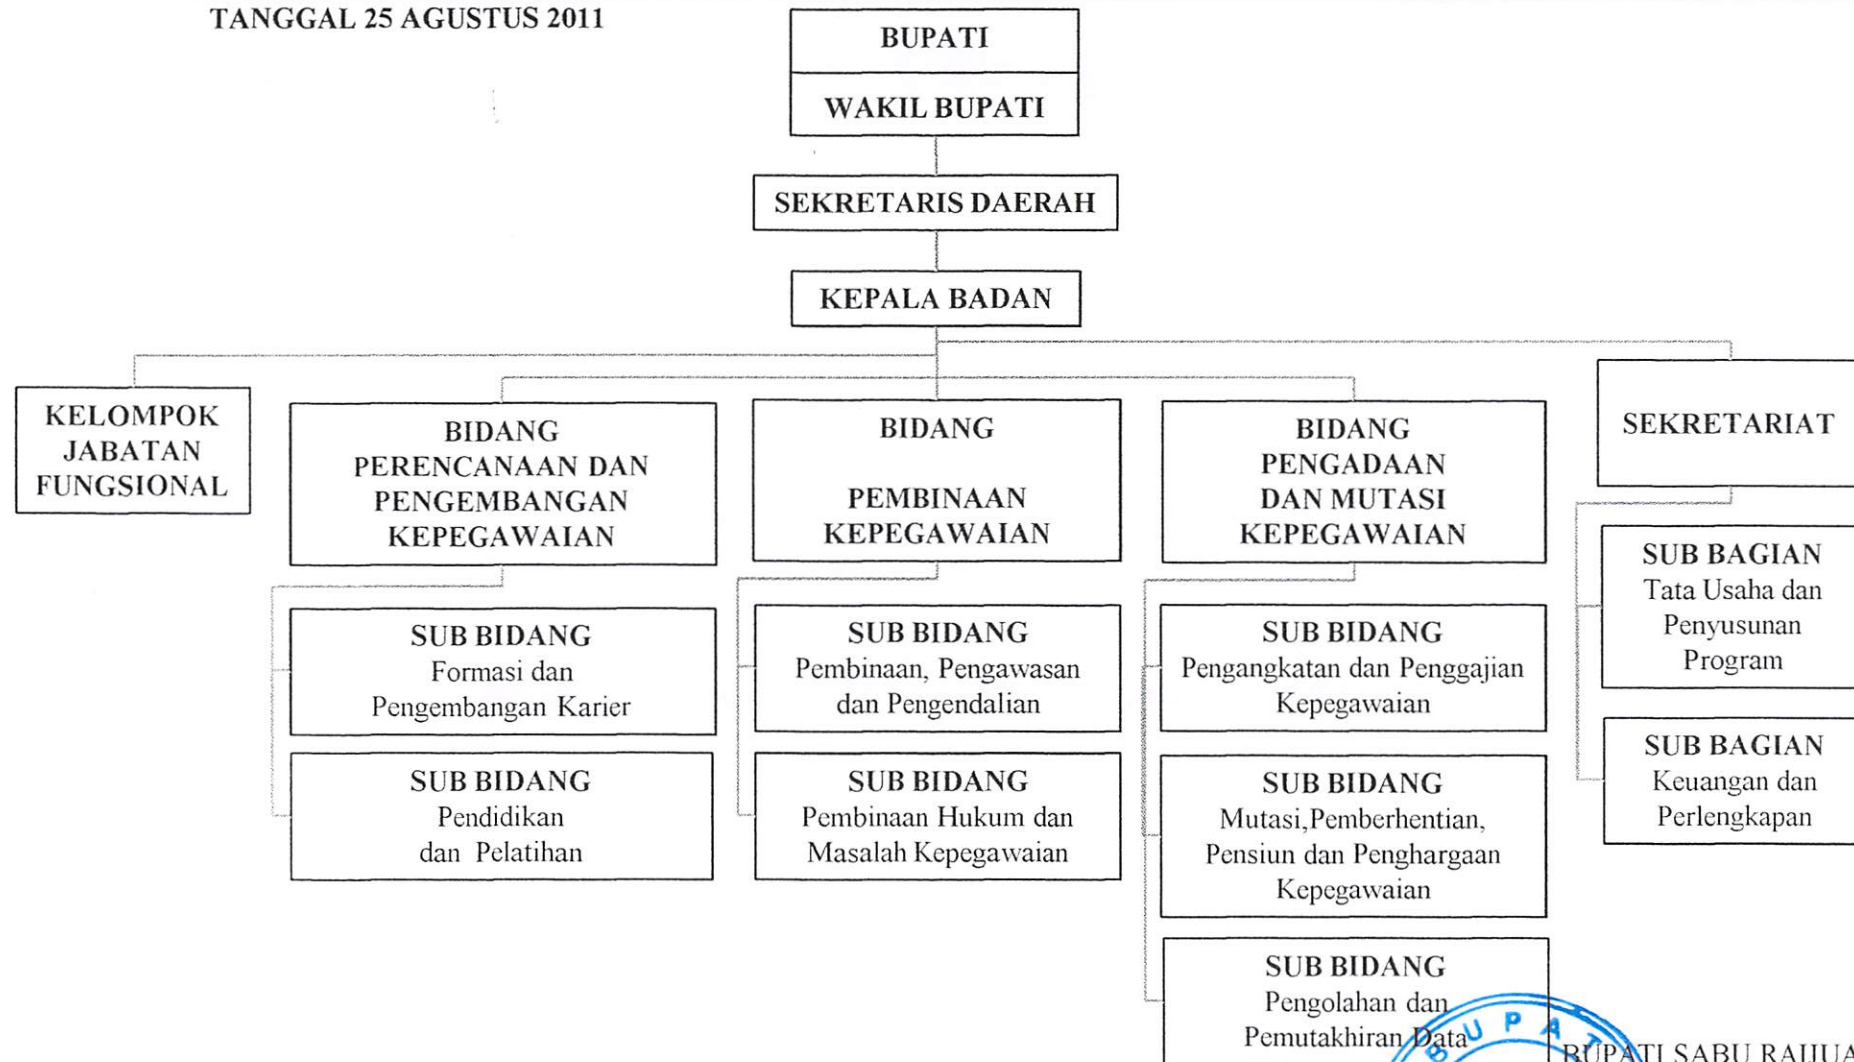 TANGGAL 25 AGUSTUS 2011
BUPATI
WAKIL BUPATI
SEKRETARIS DAERAH
KEPALA BADAN
KELOMPOK
JABATAN
FUNGSIONAL
BIDANG
PERENCANAAN DAN
PENGEMBANGAN
KEPEGAWAIAN
SUB BIDANG
Formasi dan
Pengembangan Karier
SUB BIDANG
Pendidikan
dan Pelatihan
BIDANG
PEMBINAAN
KEPEGAWAIAN
SUB BIDANG
Pembinaan, Pengawasan
dan Pengendalian
SUB BIDANG
Pembinaan Hukum dan
Masalah Kepegawaian
BIDANG
PENGADAAN
DAN MUTASI
KEPEGAWAIAN
SUB BIDANG
Pengangkatan dan Penggajian
Kepegawaian
SUB BIDANG
Mutasi,Pemberhentian,
Pensiun dan Penghargaan
Kepegawaian
SUB BIDANG
Pengolahan dan
Pemutakhiran Data
SEKRETARIAT
SUB BAGIAN
Tata Usaha dan
Penyusunan
Program
SUB BAGIAN
Keuangan dan
Perlengkapan
BUPAT
BUPATI SABU RAIJUA